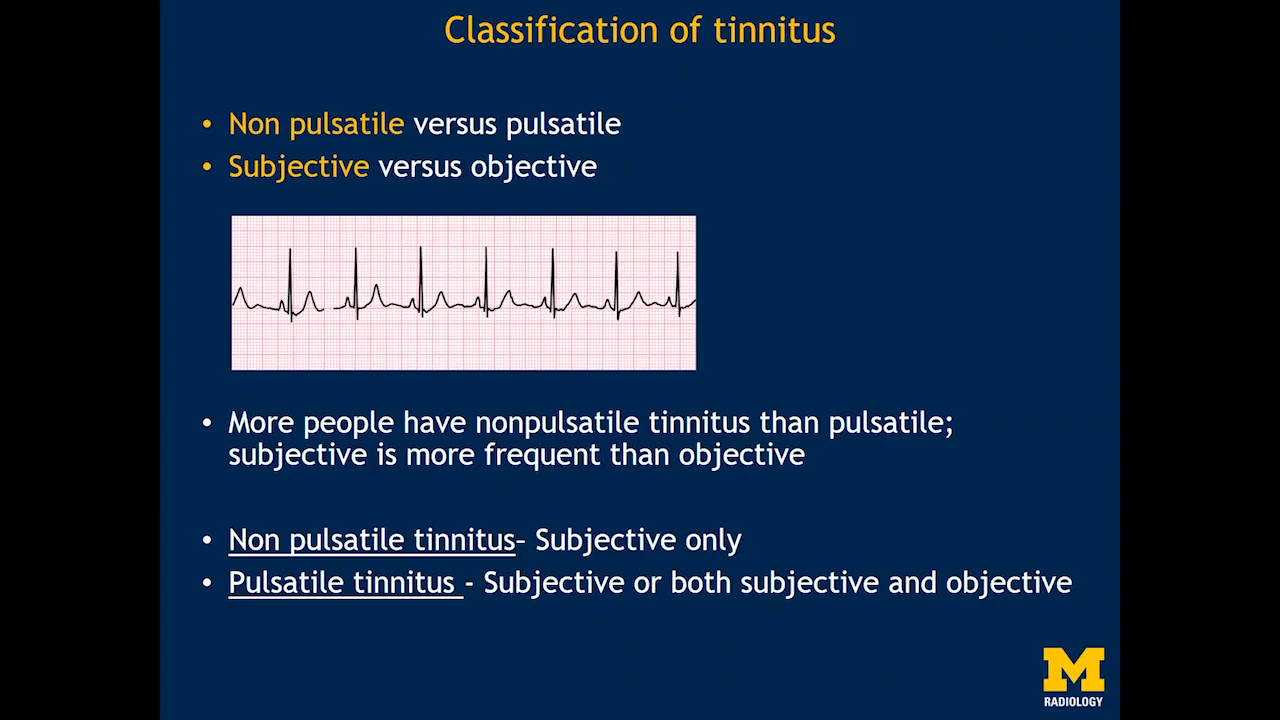 Classification of tinnitus
• Non pulsatile versus pulsatile
• Subjective versus objective
• More people have nonpulsatile tinnitus than pulsatile;
subjective is more frequent than objective
• Non pulsatile tinnitus– Subjective only
• Pulsatile tinnitus - Subjective or both subjective and objective
M
RADIOLOGY